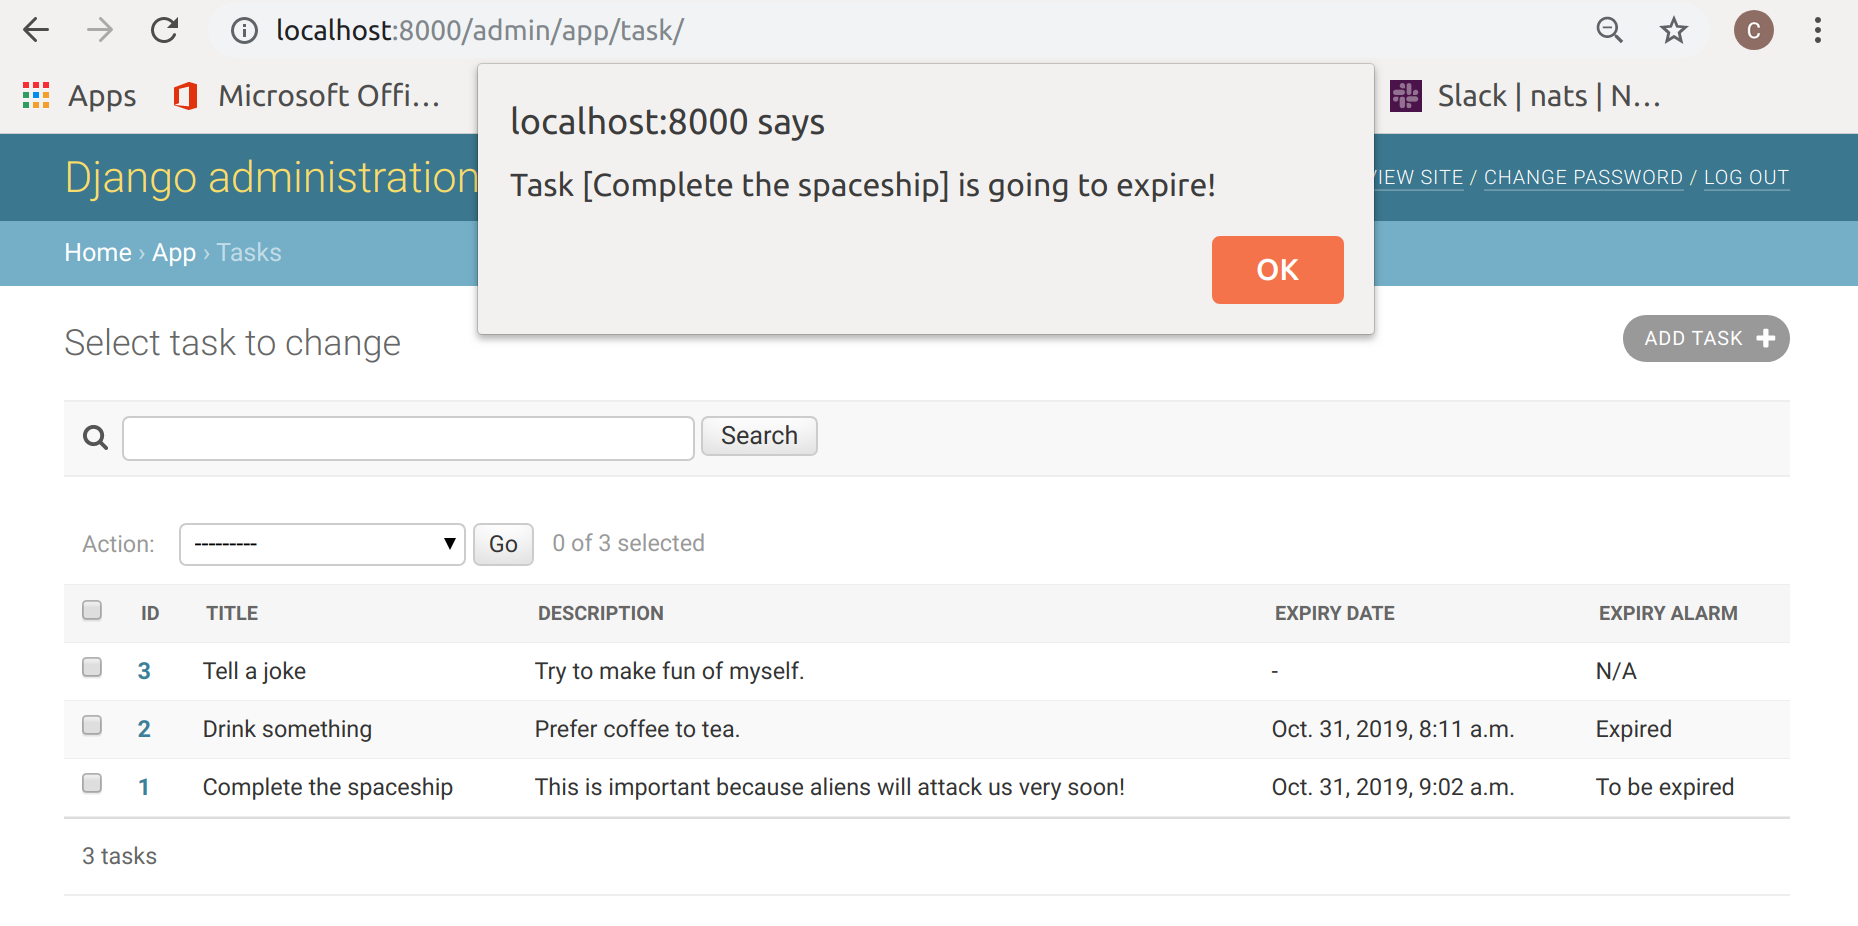 localhost:8000/admin/app/task/
C
Apps Microsoft Offi... Slack | nats | N...
localhost:8000 says
Task [Complete the spaceship] is going to expire!
OK
Django administration
SITE / CHANGE PASSWORD / LOG OUT
Home › App › Tasks
Select task to change
ADD TASK
Search
Action: --------- Go 0 of 3 selected
ID TITLE DESCRIPTION EXPIRY DATE EXPIRY ALARM
3 Tell a joke Try to make fun of myself. - N/A
2 Drink something Prefer coffee to tea. Oct. 31, 2019, 8:11 a.m. Expired
1 Complete the spaceship This is important because aliens will attack us very soon! Oct. 31, 2019, 9:02 a.m. To be expired
3 tasks